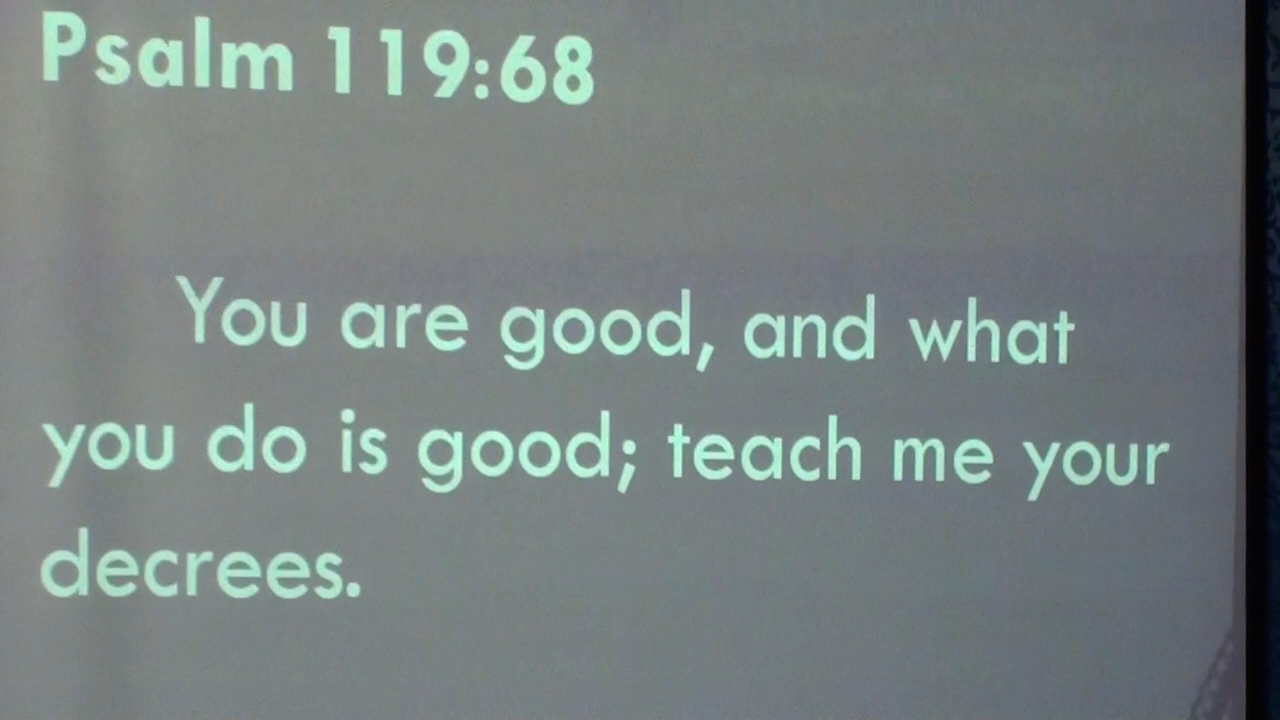 Psalm 119:68
You are good, and what
you do is good; teach me your
decrees.